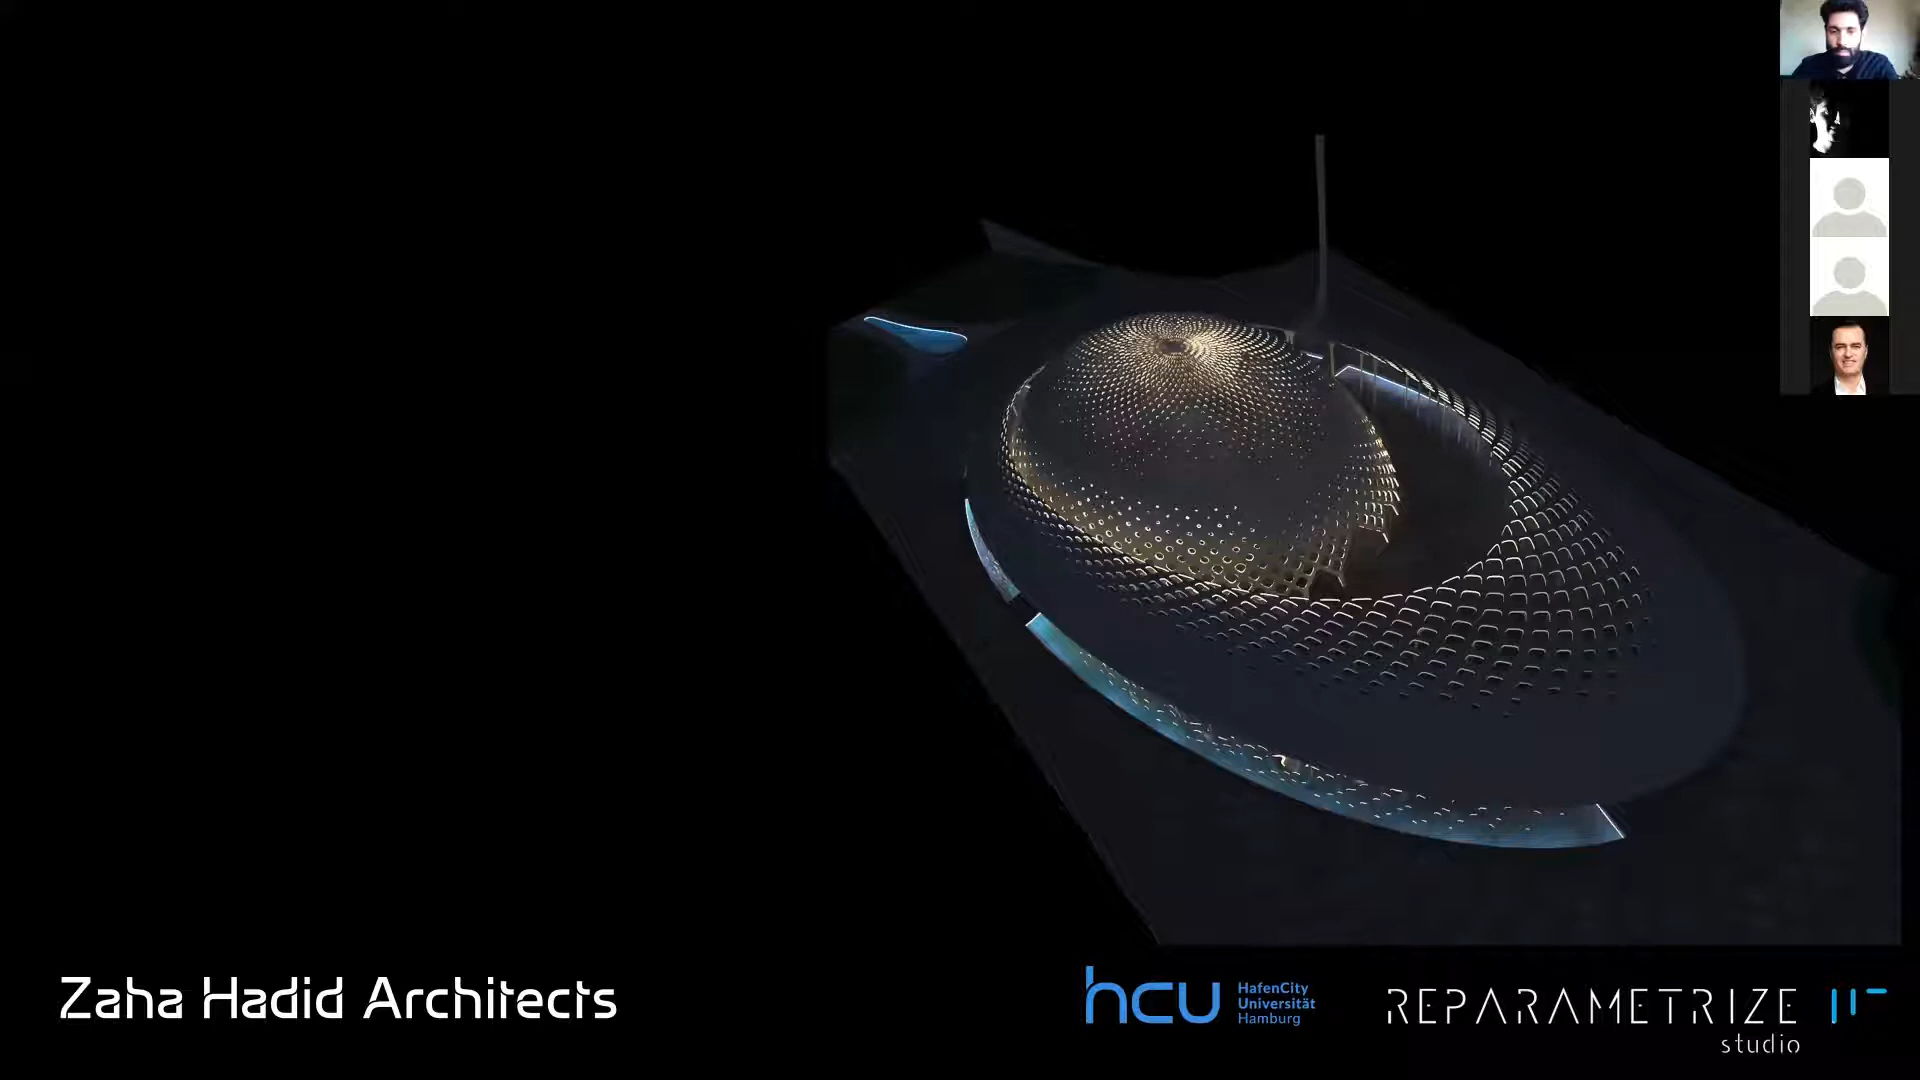 Zaha Hadid Architects
hcu
HafenCity
Universität
Hamburg
REPARAMETRIZE
studio